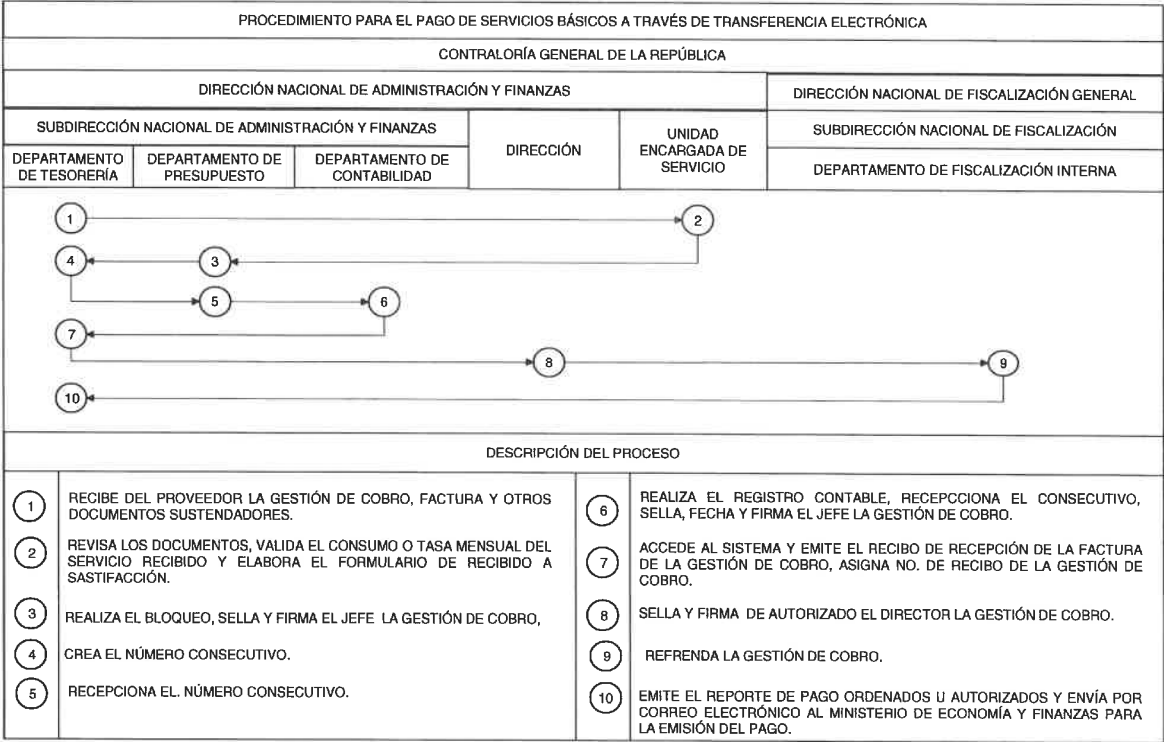 PROCEDIMIENTO PARA EL PAGO DE SERVICIOS BÁSICOS A TRAVÉS DE TRANSFERENCIA ELECTRÓNICA
CONTRALORÍA GENERAL DE LA REPÚBLICA
DIRECCIÓN NACIONAL DE ADMINISTRACIÓN Y FINANZAS
DIRECCIÓN NACIONAL DE FISCALIZACIÓN GENERAL
SUBDIRECCIÓN NACIONAL DE ADMINISTRACIÓN Y FINANZAS
DIRECCIÓN
UNIDAD
ENCARGADA DE
SERVICIO
SUBDIRECCIÓN NACIONAL DE FISCALIZACIÓN
DEPARTAMENTO
DE TESORERÍA
DEPARTAMENTO DE
PRESUPUESTO
DEPARTAMENTO DE
CONTABILIDAD
DEPARTAMENTO DE FISCALIZACIÓN INTERNA
1
2
4
3
5
6
7
8
9
10
DESCRIPCIÓN DEL PROCESO
1
RECIBE DEL PROVEEDOR LA GESTIÓN DE COBRO, FACTURA Y OTROS
DOCUMENTOS SUSTENDADORES.
2
REVISA LOS DOCUMENTOS, VALIDA EL CONSUMO O TASA MENSUAL DEL
SERVICIO RECIBIDO Y ELABORA EL FORMULARIO DE RECIBIDO A
SASTIFACCIÓN.
3
REALIZA EL BLOQUEO, SELLA Y FIRMA EL JEFE LA GESTIÓN DE COBRO,
4
CREA EL NÚMERO CONSECUTIVO.
5
RECEPCIONA EL. NÚMERO CONSECUTIVO.
6
REALIZA EL REGISTRO CONTABLE, RECEPCCIONA EL CONSECUTIVO,
SELLA, FECHA Y FIRMA EL JEFE LA GESTIÓN DE COBRO.
7
ACCEDE AL SISTEMA Y EMITE EL RECIBO DE RECEPCIÓN DE LA FACTURA
DE LA GESTIÓN DE COBRO, ASIGNA NO. DE RECIBO DE LA GESTIÓN DE
COBRO.
8
SELLA Y FIRMA DE AUTORIZADO EL DIRECTOR LA GESTIÓN DE COBRO.
9
REFRENDA LA GESTIÓN DE COBRO.
10
EMITE EL REPORTE DE PAGO ORDENADOS U AUTORIZADOS Y ENVÍA POR
CORREO ELECTRÓNICO AL MINISTERIO DE ECONOMÍA Y FINANZAS PARA
LA EMISIÓN DEL PAGO.